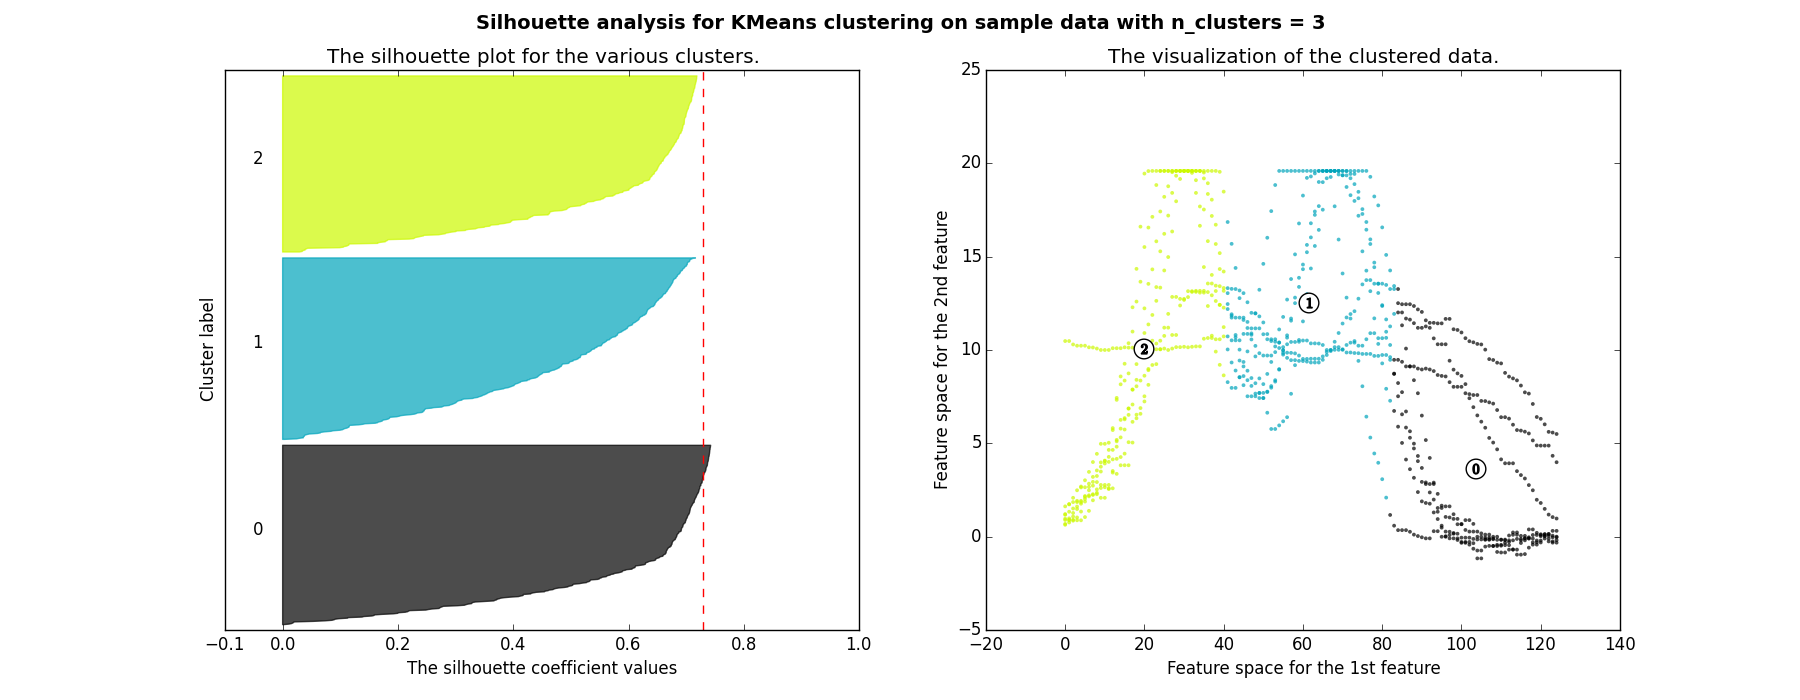 Silhouette analysis for KMeans clustering on sample data with n_clusters = 3
The silhouette plot for the various clusters.
Cluster label
2
1
0
−0.1 0.0 0.2 0.4 0.6 0.8 1.0
The silhouette coefficient values
The visualization of the clustered data.
Feature space for the 2nd feature
25
20
15
10
5
0
−5
1
2
0
−20 0 20 40 60 80 100 120 140
Feature space for the 1st feature